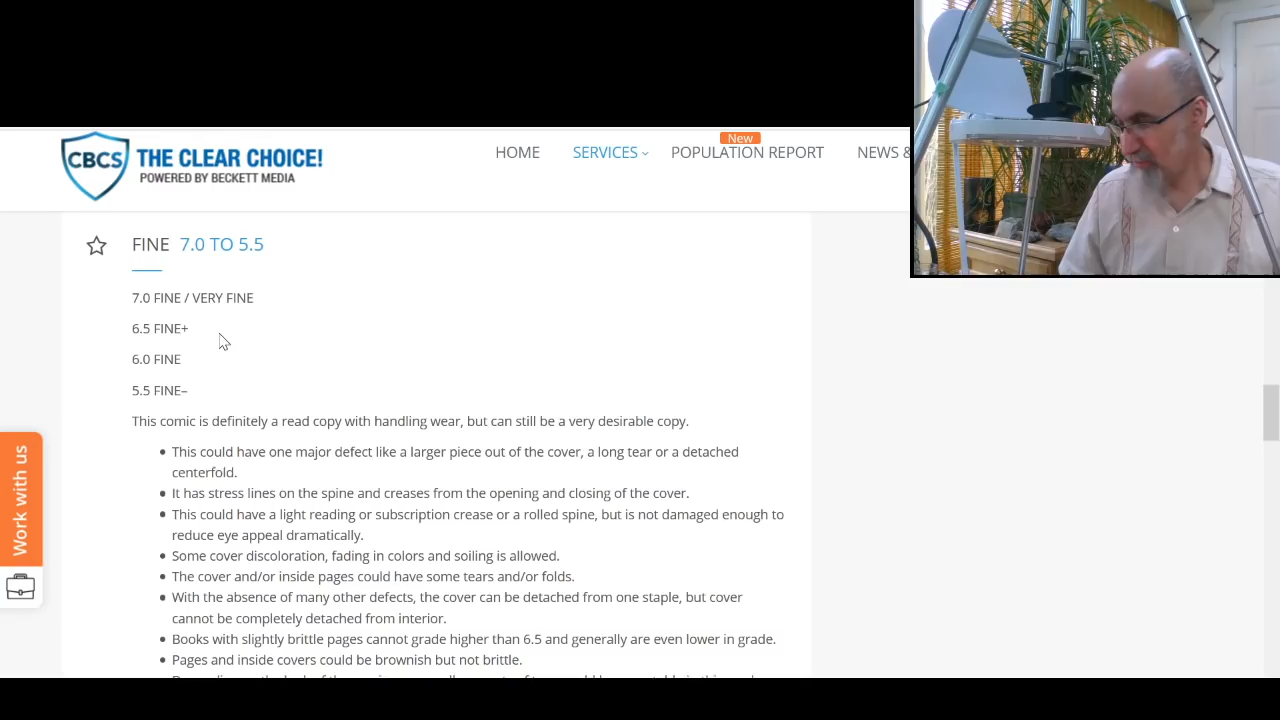 CBCS THE CLEAR CHOICE!
POWERED BY BECKETT MEDIA
HOME SERVICES New POPULATION REPORT NEWS &
FINE 7.0 TO 5.5
7.0 FINE / VERY FINE
6.5 FINE+
6.0 FINE
5.5 FINE–
This comic is definitely a read copy with handling wear, but can still be a very desirable copy.
This could have one major defect like a larger piece out of the cover, a long tear or a detached
centerfold.
It has stress lines on the spine and creases from the opening and closing of the cover.
This could have a light reading or subscription crease or a rolled spine, but is not damaged enough to
reduce eye appeal dramatically.
Some cover discoloration, fading in colors and soiling is allowed.
The cover and/or inside pages could have some tears and/or folds.
With the absence of many other defects, the cover can be detached from one staple, but cover
cannot be completely detached from interior.
Books with slightly brittle pages cannot grade higher than 6.5 and generally are even lower in grade.
Pages and inside covers could be brownish but not brittle.
Work with us